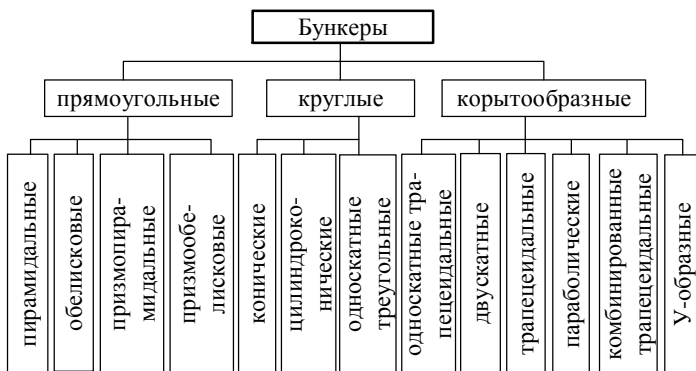 Бункеры
прямоугольные
круглые
корытообразные
пирамидальные
обелисковые
призмопира-
мидальные
призмообе-
лисковые
конические
цилиндроко-
нические
односкатные
треугольные
односкатные тра-
пецеидальные
двускатные
трапецеидальные
параболические
комбинированные
трапецеидальные
У-образные